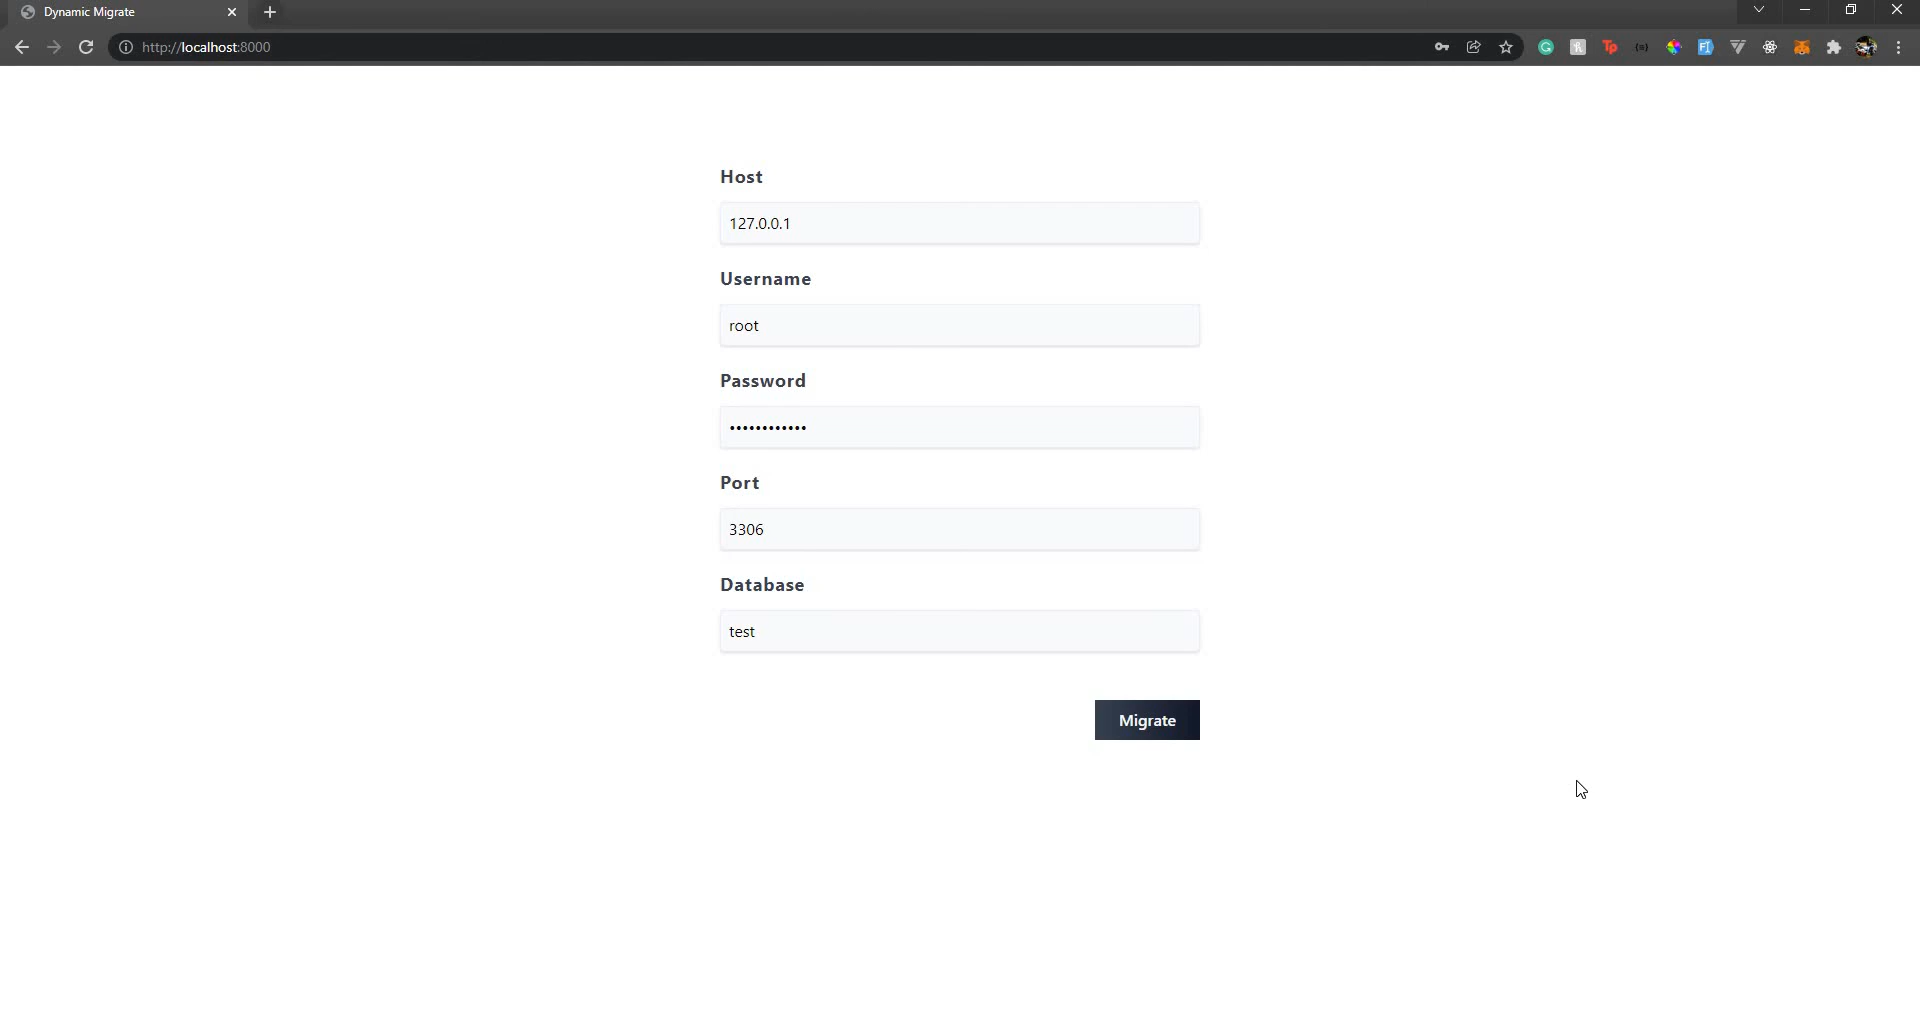 Dynamic Migrate
http://localhost:8000
Host
127.0.0.1
Username
root
Password
••••••••••••
Port
3306
Database
test
Migrate